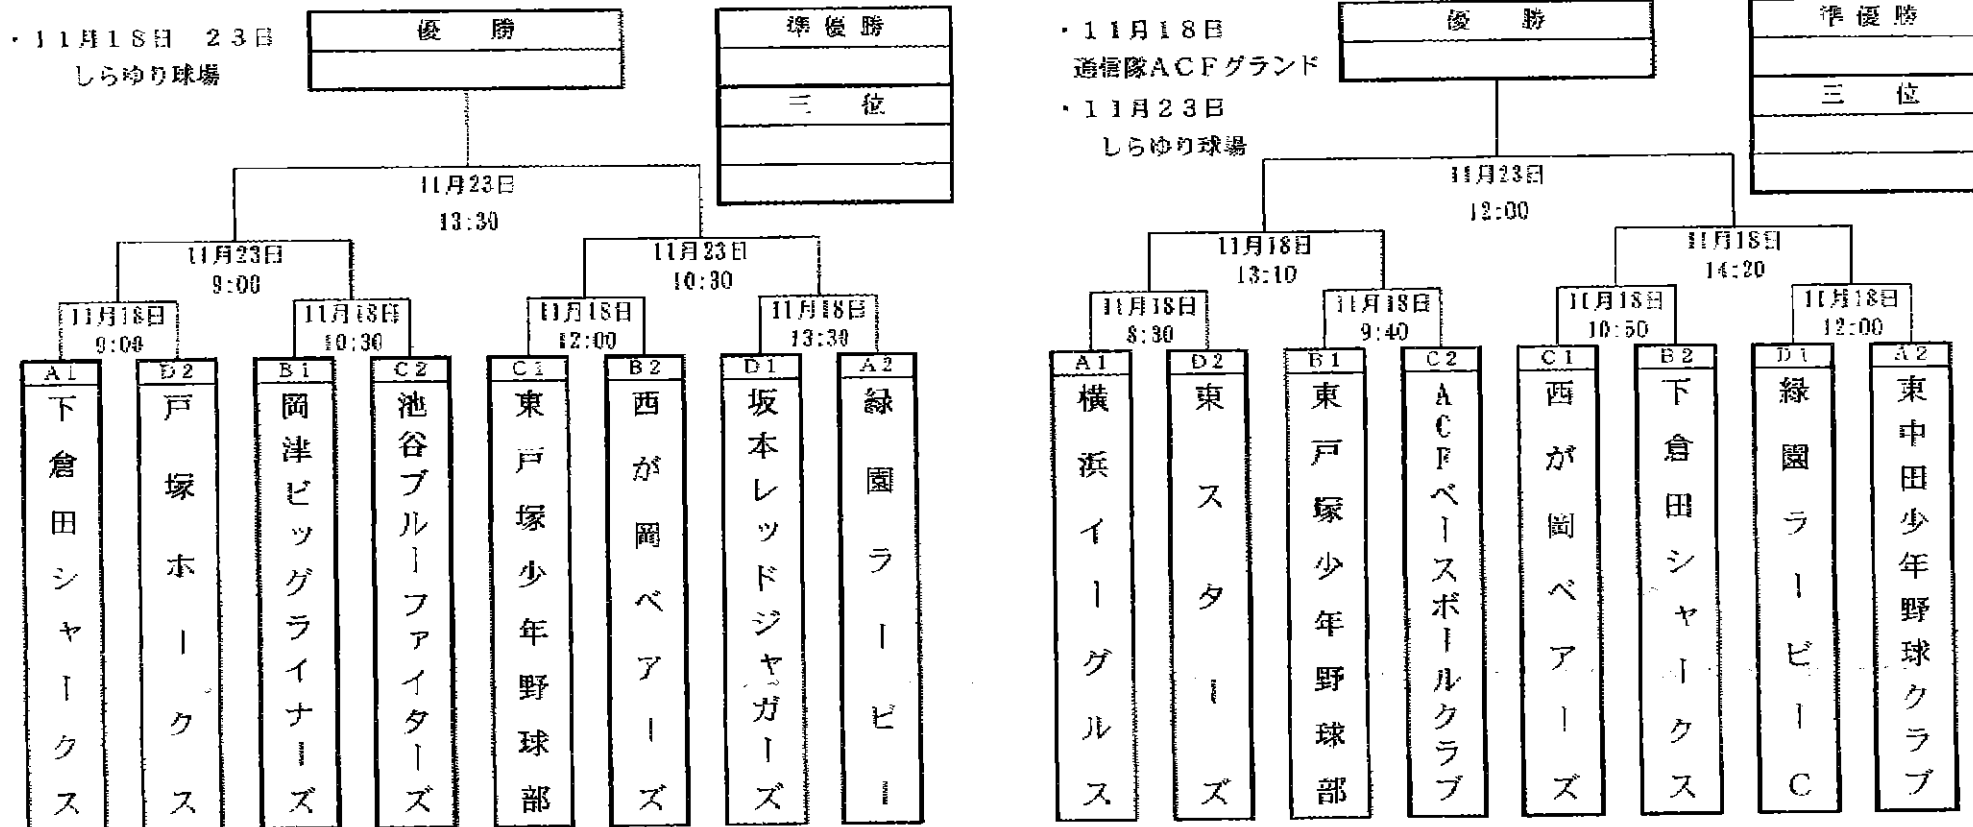 ・11月18日　23日
しらゆり球場
優　勝
準優勝
三　位
11月23日
13:30
11月23日
9:00
11月23日
10:30
11月18日
9:00
11月18日
10:30
11月18日
12:00
11月18日
13:30
A1
下倉田シャークス
D2
戸塚ホークス
B1
岡津ビッグライナーズ
C2
池谷ブルーファイターズ
C1
東戸塚少年野球部
B2
西が岡ベアーズ
D1
坂本レッドジャガーズ
A2
緑園ラービー
・11月18日
通信隊ACFグランド
・11月23日
しらゆり球場
優　勝
準優勝
三　位
11月23日
12:00
11月18日
13:10
11月18日
14:20
11月18日
8:30
11月18日
9:40
11月18日
10:50
11月18日
12:00
A1
横浜イーグルス
D2
東スターズ
B1
東戸塚少年野球部
C2
ACFベースボールクラブ
C1
西が岡ベアーズ
B2
下倉田シャークス
D1
緑園ラービーC
A2
東中田少年野球クラブ